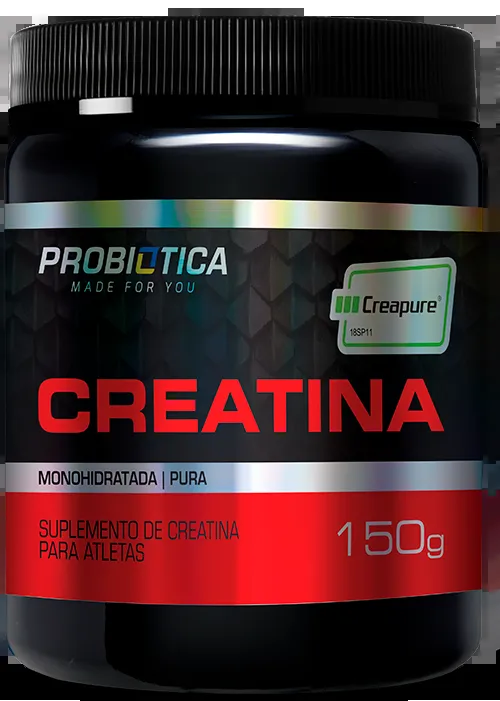 PROBIOTICA
MADE FOR YOU
Creapure®
18SP11
CREATINA
MONOHIDRATADA | PURA
SUPLEMENTO DE CREATINA
PARA ATLETAS
150g